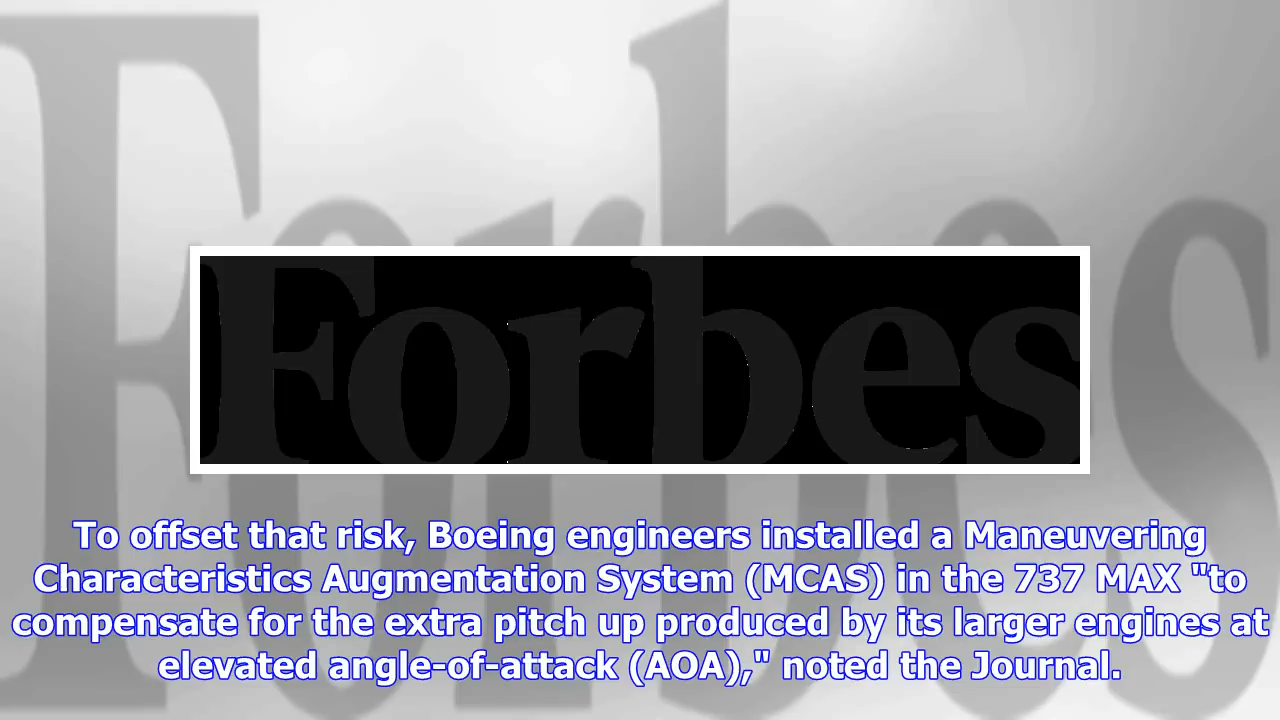 Forbes
Forbes
To offset that risk, Boeing engineers installed a Maneuvering
Characteristics Augmentation System (MCAS) in the 737 MAX "to
compensate for the extra pitch up produced by its larger engines at
elevated angle-of-attack (AOA)," noted the Journal.